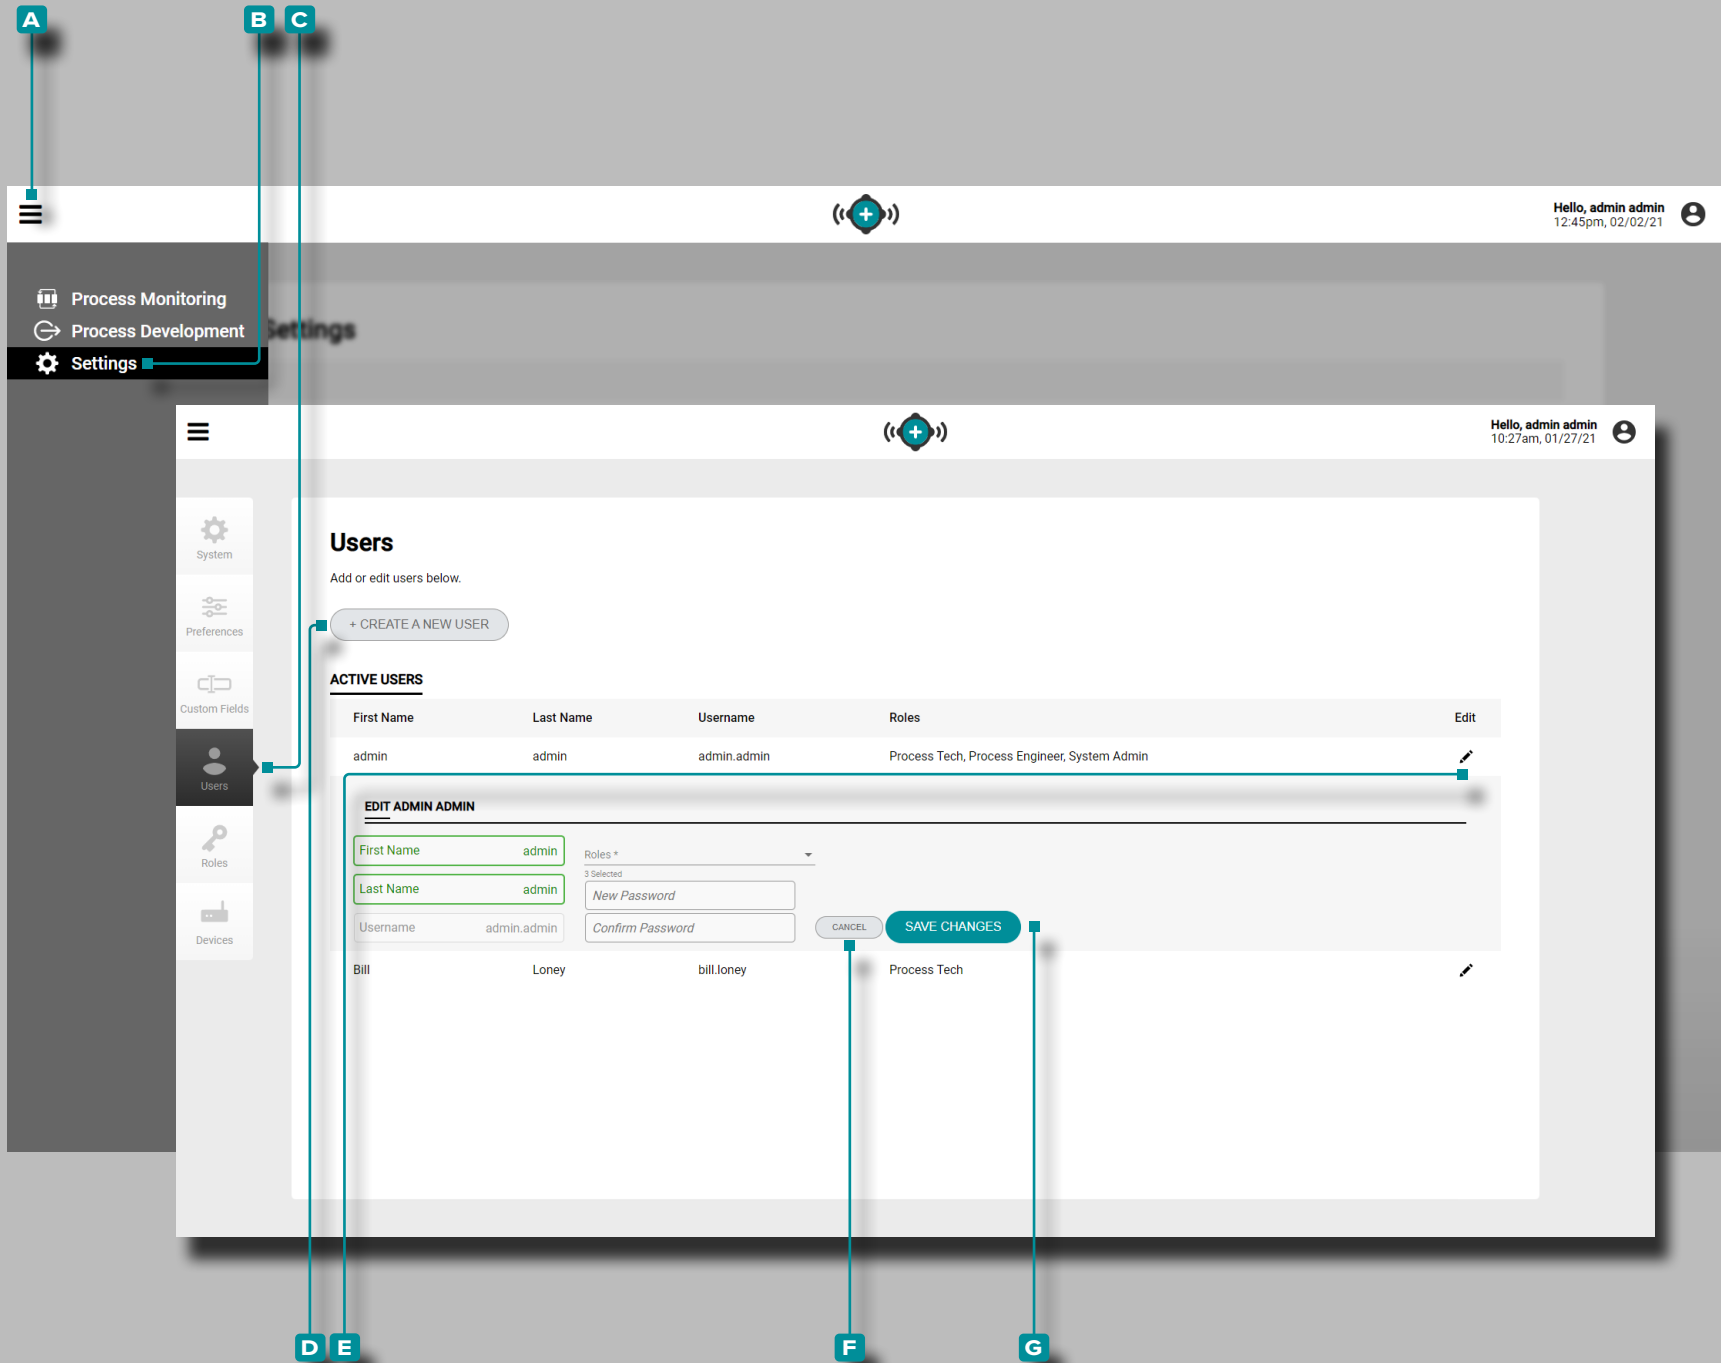 A B C
Hello, admin admin
12:45pm, 02/02/21
Process Monitoring
Process Development
Settings
Settings
Hello, admin admin
10:27am, 01/27/21
System
Preferences
Custom Fields
Users
Roles
Devices
Users
Add or edit users below.
+ CREATE A NEW USER
ACTIVE USERS
First Name Last Name Username Roles Edit
admin admin admin.admin Process Tech, Process Engineer, System Admin
EDIT ADMIN ADMIN
First Name admin Roles *
3 Selected
Last Name admin New Password
Username admin.admin Confirm Password CANCEL SAVE CHANGES
Bill Loney bill.loney Process Tech
D E F G